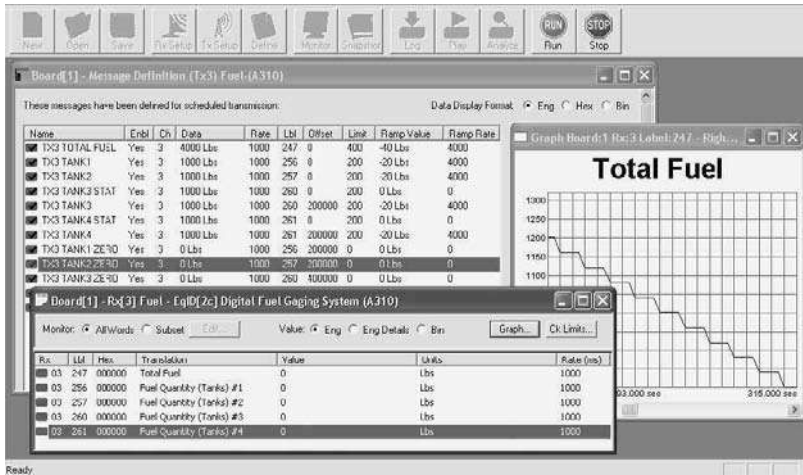 New Open Save Rx Setup Tx Setup Define Monitor Snapshot Log Play Analyze Run Stop
RUN STOP
Board[1] - Message Definition (Tx3) Fuel-(A310)
These messages have been defined for scheduled transmission: Data Display Format: Eng Hex Bin
Name Enbl Ch Data Rate Lbl Offset Limit Ramp Value Ramp Rate
TX3 TOTAL FUEL Yes 3 4000 Lbs 1000 247 0 400 -40 Lbs 4000
TX3 TANK1 Yes 3 1000 Lbs 1000 256 0 200 -20 Lbs 4000
TX3 TANK2 Yes 3 1000 Lbs 1000 257 0 200 -20 Lbs 4000
TX3 TANK3 STAT Yes 3 1000 Lbs 1000 260 0 200 0 Lbs 0
TX3 TANK3 Yes 3 1000 Lbs 1000 260 200000 200 -20 Lbs 4000
TX3 TANK4 STAT Yes 3 1000 Lbs 1000 261 0 200 0 Lbs 0
TX3 TANK4 Yes 3 1000 Lbs 1000 261 200000 200 -20 Lbs 4000
TX3 TANK1 ZERO Yes 3 0 Lbs 1000 256 200000 0 0 Lbs 0
TX3 TANK2 ZERO Yes 3 0 Lbs 1000 257 200000 0 0 Lbs 0
TX3 TANK3 ZERO Yes 3 0 Lbs 1000 260 400000 0 0 Lbs 0
Graph Board:1 Rx:3 Label:247 - Righ...
Total Fuel
1300
1250
1200
1150
1100
03.000 sec 315.000 sec
Board[1] - Rx[3] Fuel - EqID[2c] Digital Fuel Gaging System (A310)
Monitor: All Words Subset Edit... Value: Eng Eng Details Bin Graph... Ck Limits...
Rx Lbl Hex Translation Value Units Rate (ms)
03 247 000000 Total Fuel 0 Lbs 1000
03 256 000000 Fuel Quantity (Tanks) #1 0 Lbs 1000
03 257 000000 Fuel Quantity (Tanks) #2 0 Lbs 1000
03 260 000000 Fuel Quantity (Tanks) #3 0 Lbs 1000
03 261 000000 Fuel Quantity (Tanks) #4 0 Lbs 1000
Ready